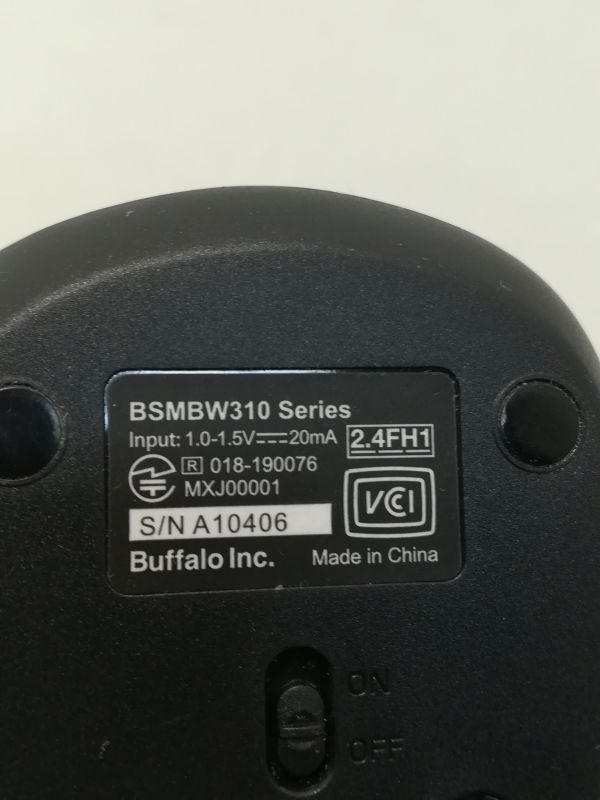 BSMBW310 Series
Input: 1.0-1.5V⎓20mA 2.4FH1
R 018-190076
MXJ00001
VCI
S/N A10406
Buffalo Inc. Made in China
ON
OFF